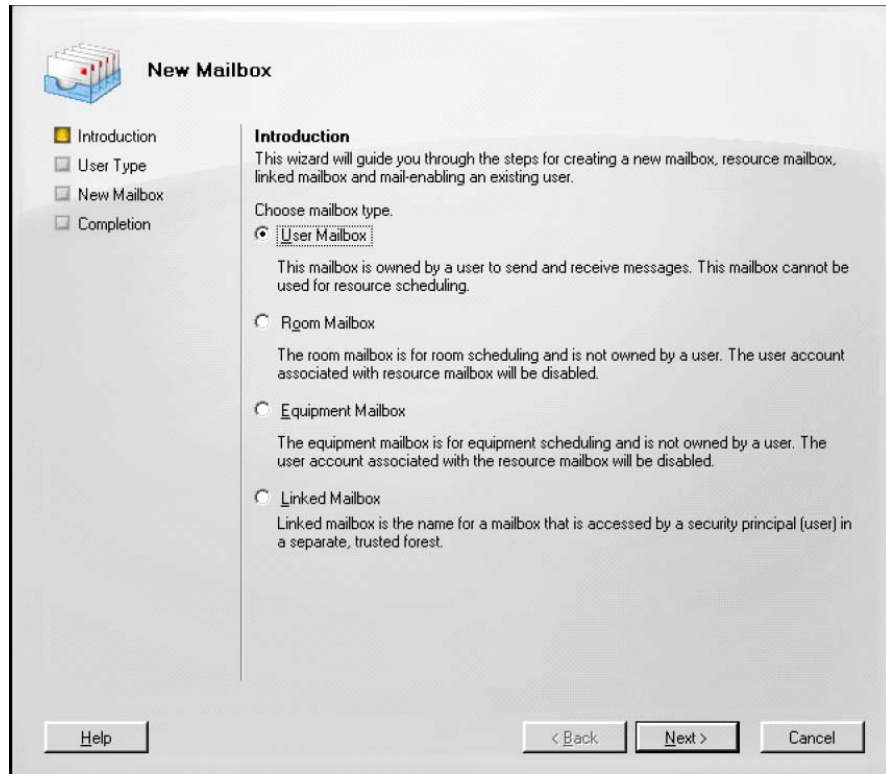 New Mailbox
Introduction
User Type
New Mailbox
Completion
Introduction
This wizard will guide you through the steps for creating a new mailbox, resource mailbox,
linked mailbox and mail-enabling an existing user.
Choose mailbox type.
User Mailbox
This mailbox is owned by a user to send and receive messages. This mailbox cannot be
used for resource scheduling.
Room Mailbox
The room mailbox is for room scheduling and is not owned by a user. The user account
associated with resource mailbox will be disabled.
Equipment Mailbox
The equipment mailbox is for equipment scheduling and is not owned by a user. The
user account associated with the resource mailbox will be disabled.
Linked Mailbox
Linked mailbox is the name for a mailbox that is accessed by a security principal (user) in
a separate, trusted forest.
Help
< Back
Next >
Cancel